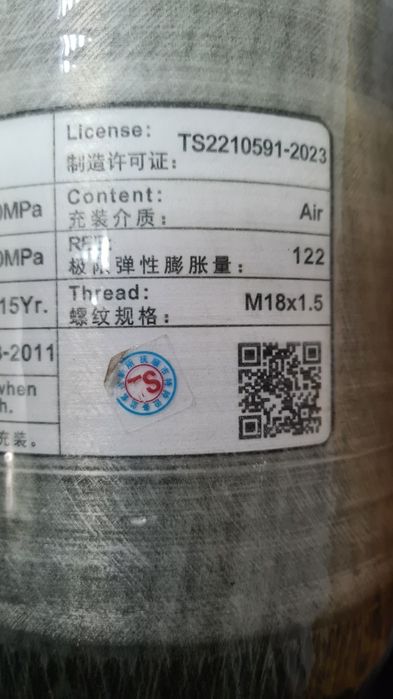 License: TS2210591-2023
制造许可证:
0MPa
Content: Air
充装介质:
0MPa
极限弹性膨胀量: 122
15Yr.
Thread: M18x1.5
螺纹规格:
-2011
when
h.
充装。